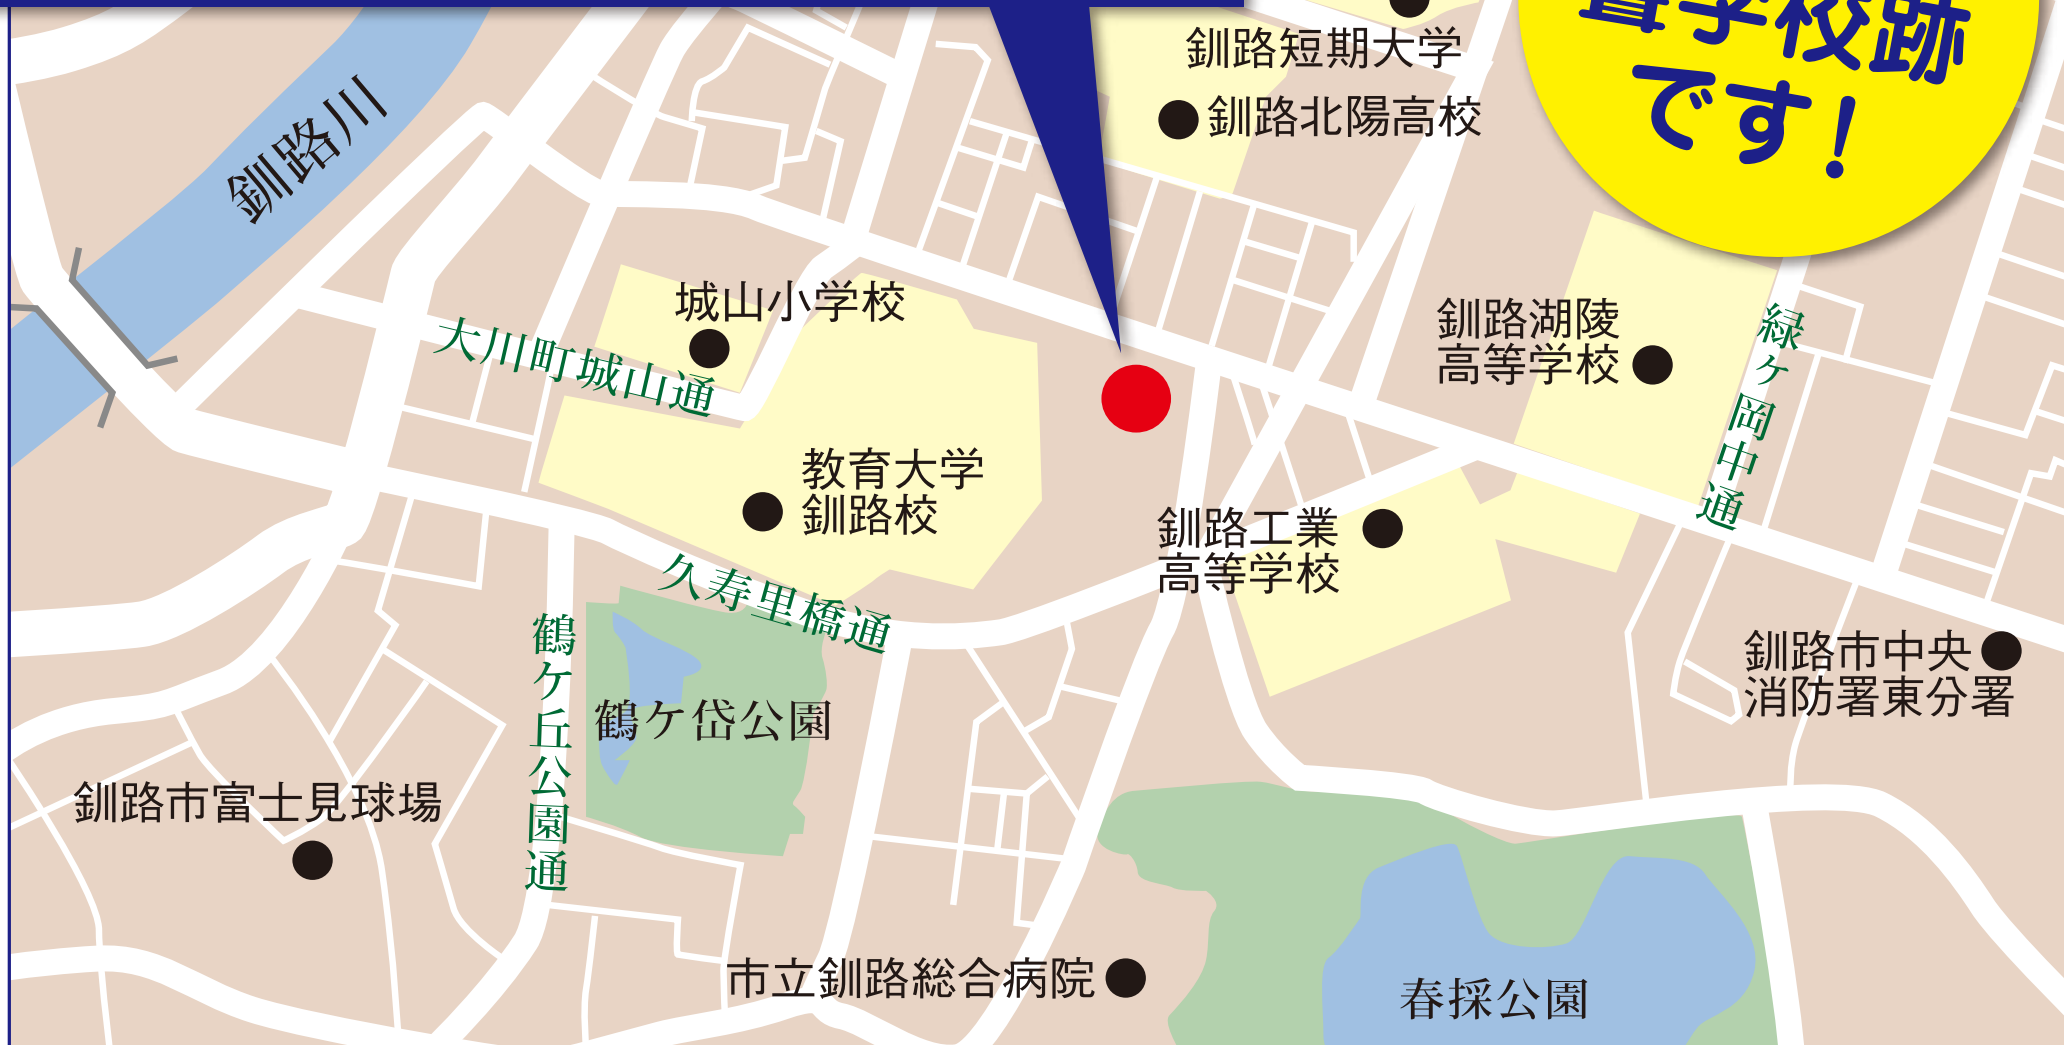 聾学校跡
です!
釧路短期大学
釧路北陽高校
釧路川
城山小学校
大川町城山通
釧路湖陵
高等学校
緑ヶ岡中通
教育大学
釧路校
釧路工業
高等学校
久寿里橋通
鶴ケ丘公園通
鶴ケ岱公園
釧路市中央
消防署東分署
釧路市富士見球場
市立釧路総合病院
春採公園